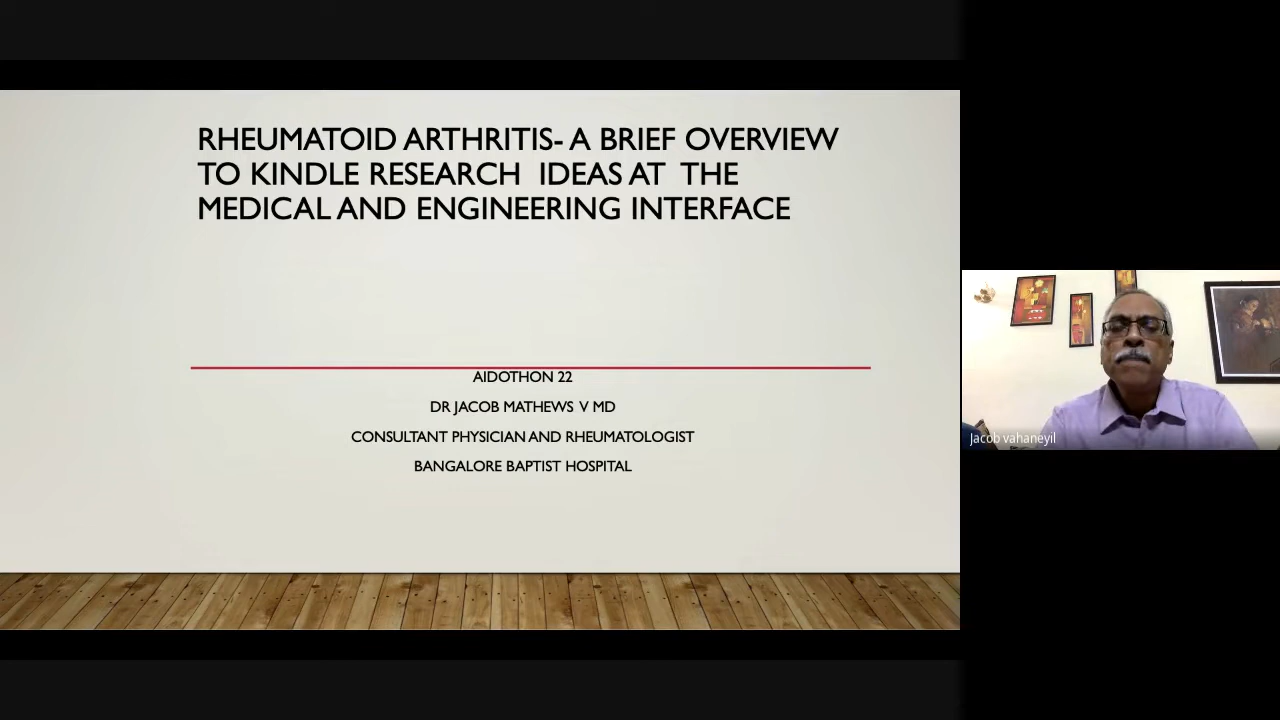 RHEUMATOID ARTHRITIS- A BRIEF OVERVIEW
TO KINDLE RESEARCH IDEAS AT THE
MEDICAL AND ENGINEERING INTERFACE
AIDOTHON 22
DR JACOB MATHEWS V MD
CONSULTANT PHYSICIAN AND RHEUMATOLOGIST
BANGALORE BAPTIST HOSPITAL
Jacob vahaneyil